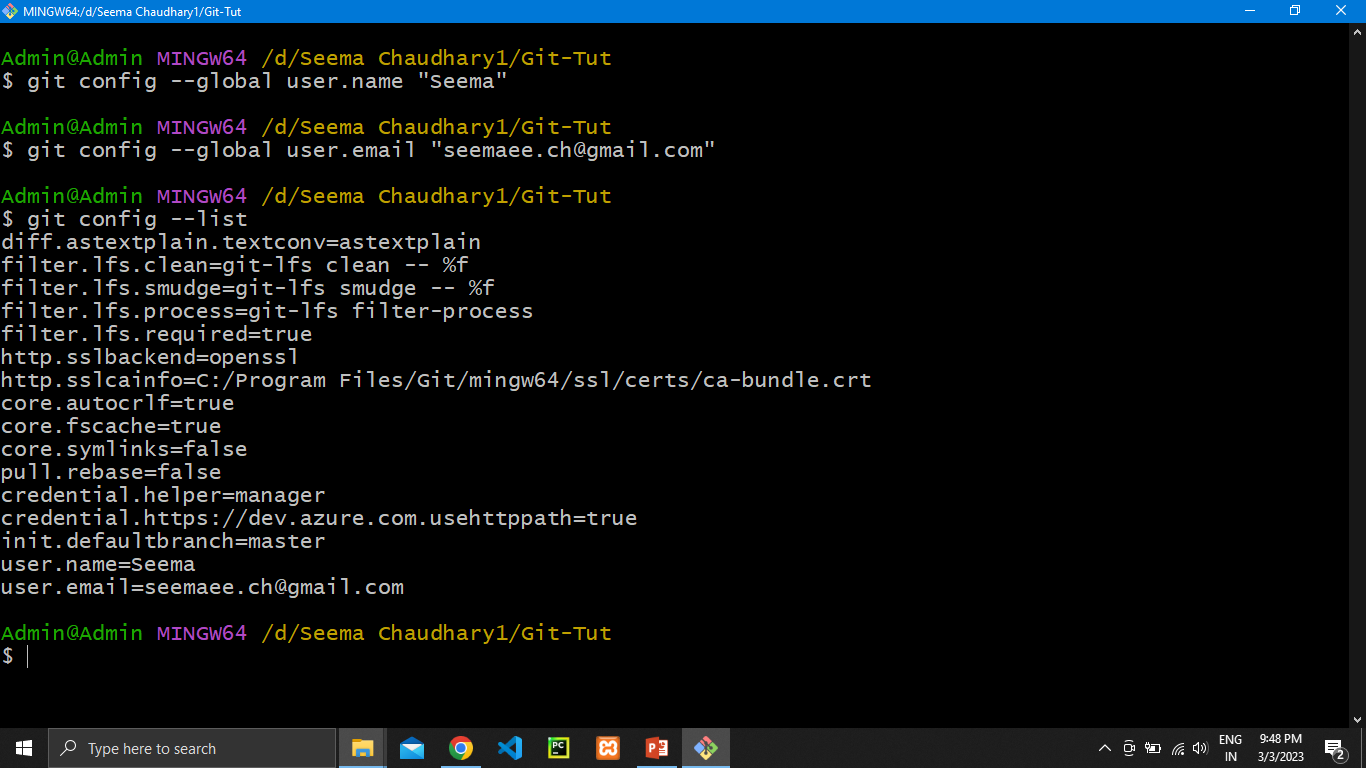 MINGW64:/d/Seema Chaudhary1/Git-Tut
Admin@Admin MINGW64 /d/Seema Chaudhary1/Git-Tut
$ git config --global user.name "Seema"
Admin@Admin MINGW64 /d/Seema Chaudhary1/Git-Tut
$ git config --global user.email "seemaee.ch@gmail.com"
Admin@Admin MINGW64 /d/Seema Chaudhary1/Git-Tut
$ git config --list
diff.astextplain.textconv=astextplain
filter.lfs.clean=git-lfs clean -- %f
filter.lfs.smudge=git-lfs smudge -- %f
filter.lfs.process=git-lfs filter-process
filter.lfs.required=true
http.sslbackend=openssl
http.sslcainfo=C:/Program Files/Git/mingw64/ssl/certs/ca-bundle.crt
core.autocrlf=true
core.fscache=true
core.symlinks=false
pull.rebase=false
credential.helper=manager
credential.https://dev.azure.com.usehttppath=true
init.defaultbranch=master
user.name=Seema
user.email=seemaee.ch@gmail.com
Admin@Admin MINGW64 /d/Seema Chaudhary1/Git-Tut
$
Type here to search
PC
P
ENG
IN
9:48 PM
3/3/2023
2